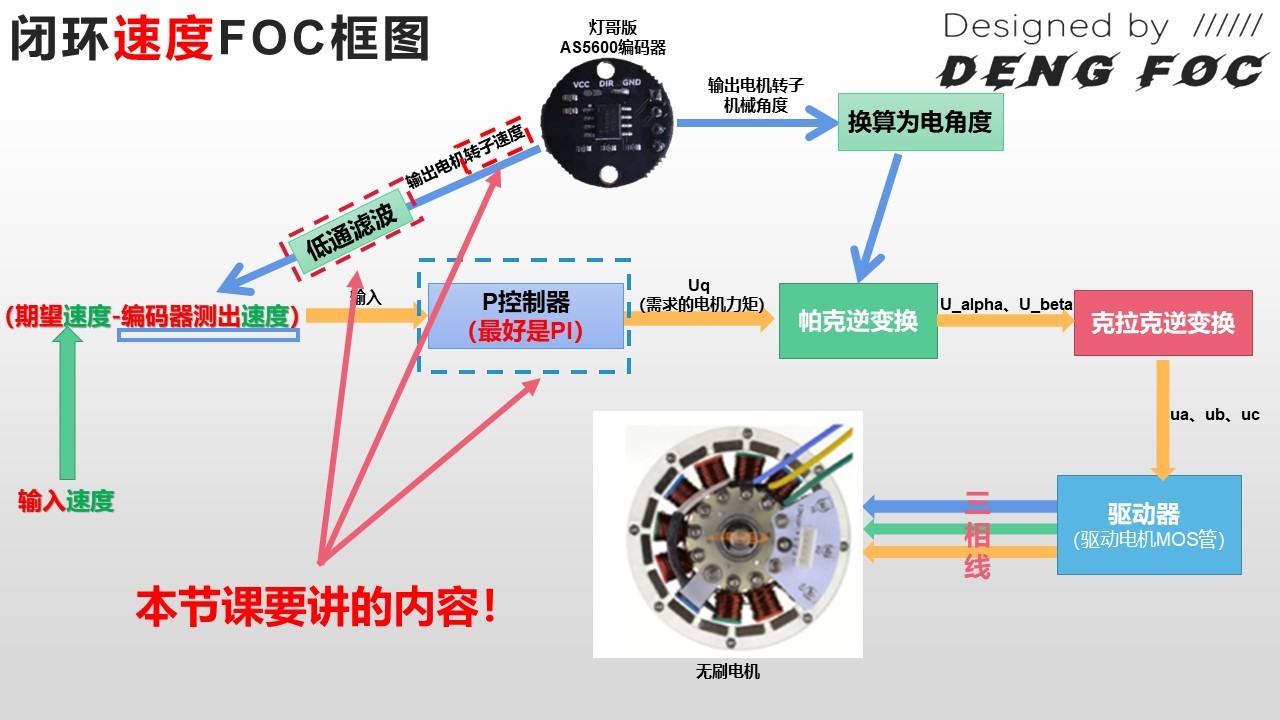 闭环速度FOC框图
灯哥版
AS5600编码器
Designed by //////
DENG FOC
VCC DIR GND
输出电机转子
机械角度
换算为电角度
输出电机转子速度
低通滤波
(期望速度-编码器测出速度)
输入
P控制器
(最好是PI)
Uq
(需求的电机力矩)
帕克逆变换
U_alpha、U_beta
克拉克逆变换
ua、ub、uc
输入速度
驱动器
(驱动电机MOS管)
三相线
本节课要讲的内容!
无刷电机